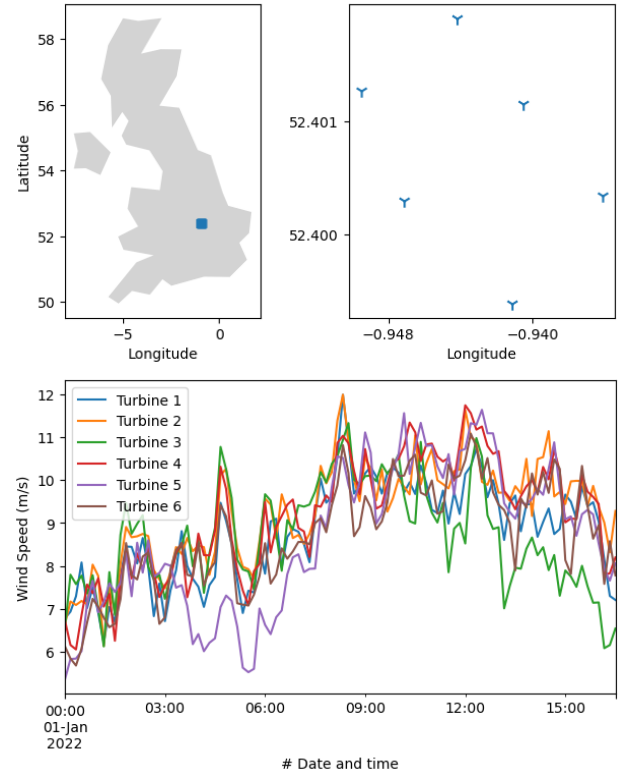 58
56
54
52
50
Latitude
−5
0
Longitude
52.401
52.400
−0.948
−0.940
Longitude
12
11
10
9
8
7
6
Wind Speed (m/s)
Turbine 1
Turbine 2
Turbine 3
Turbine 4
Turbine 5
Turbine 6
00:00
01-Jan
2022
03:00
06:00
09:00
12:00
15:00
# Date and time